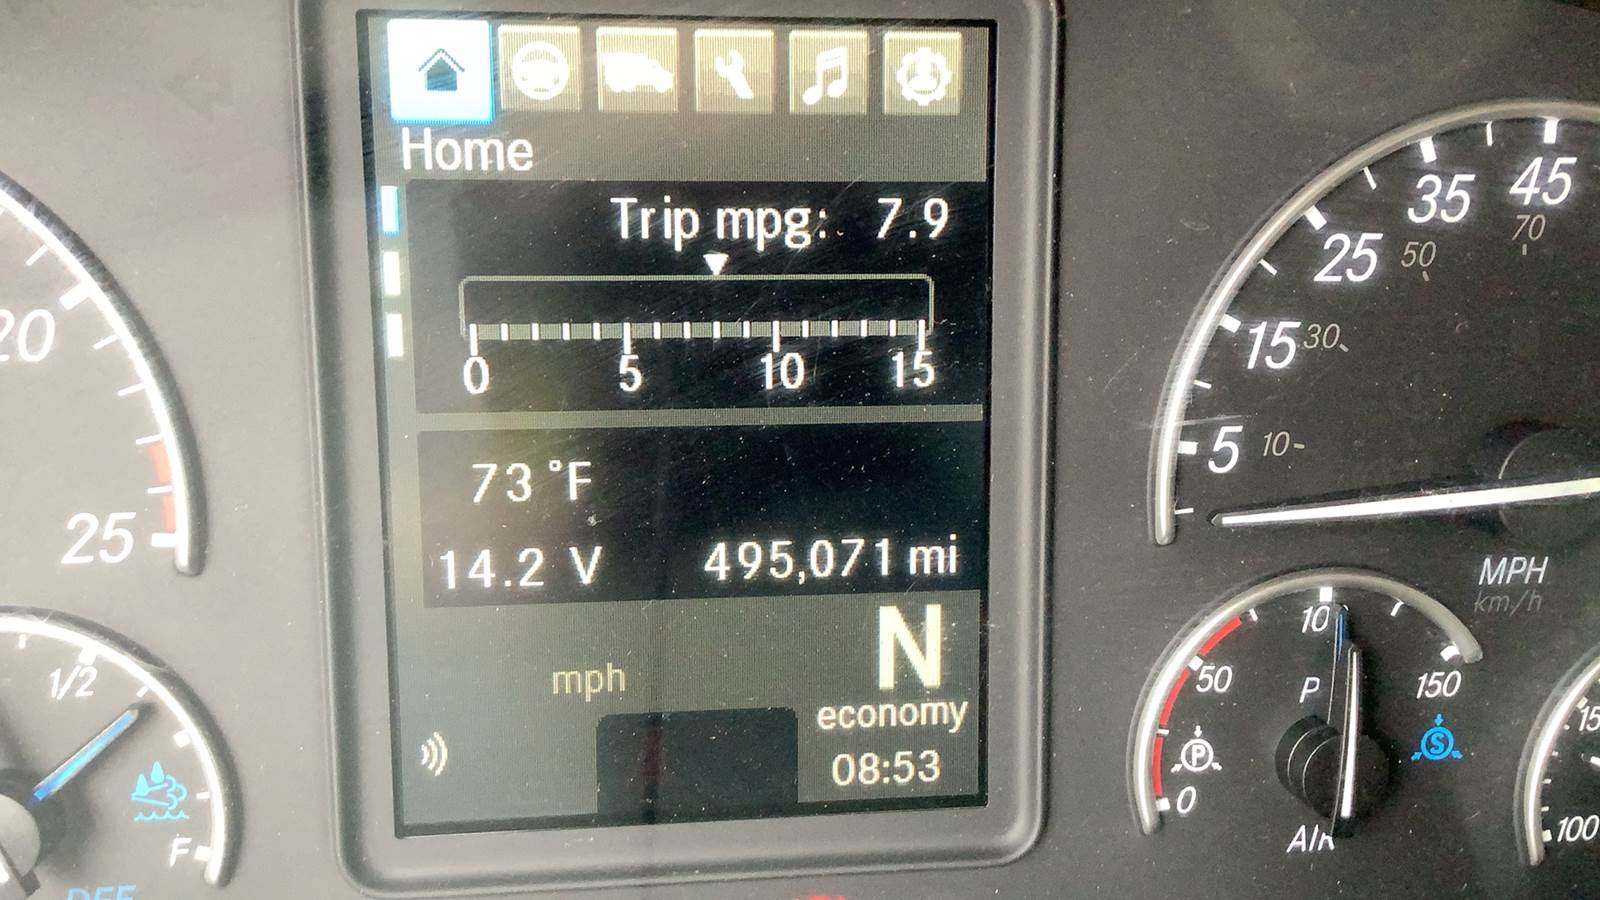 Home
Trip mpg: 7.9
0 5 10 15
73 °F
14.2 V 495,071 mi
mph
N
economy
08:53
20
25
1/2
F
5 15 25 35 45
10 30 50 70
MPH
km/h
0 50 10 150
P
P
S
AIR
15
100